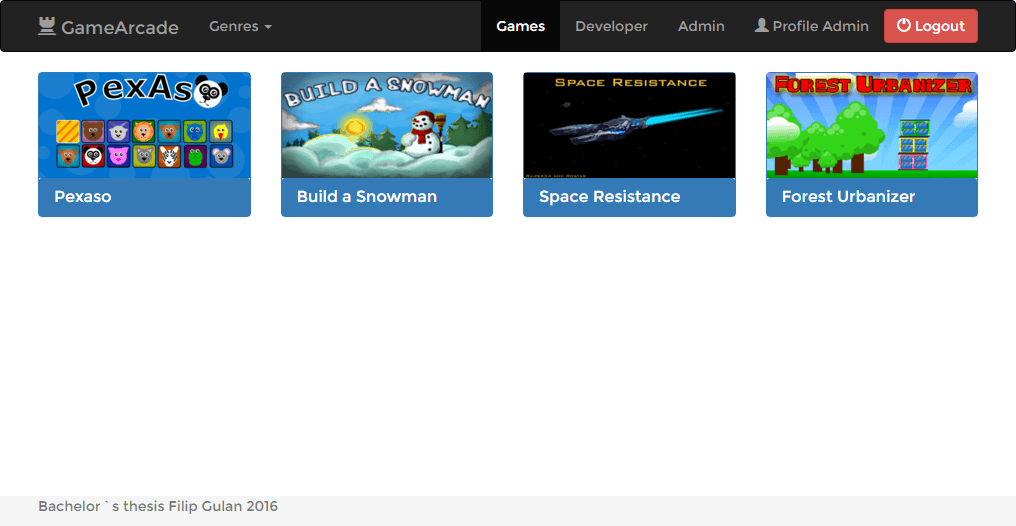 GameArcade Genres Games Developer Admin Profile Admin Logout
PexAso
BUILD A SNOWMAN
SPACE RESISTANCE
FOREST URBANIZER
Pexaso
Build a Snowman
Space Resistance
Forest Urbanizer
Bachelor `s thesis Filip Gulan 2016